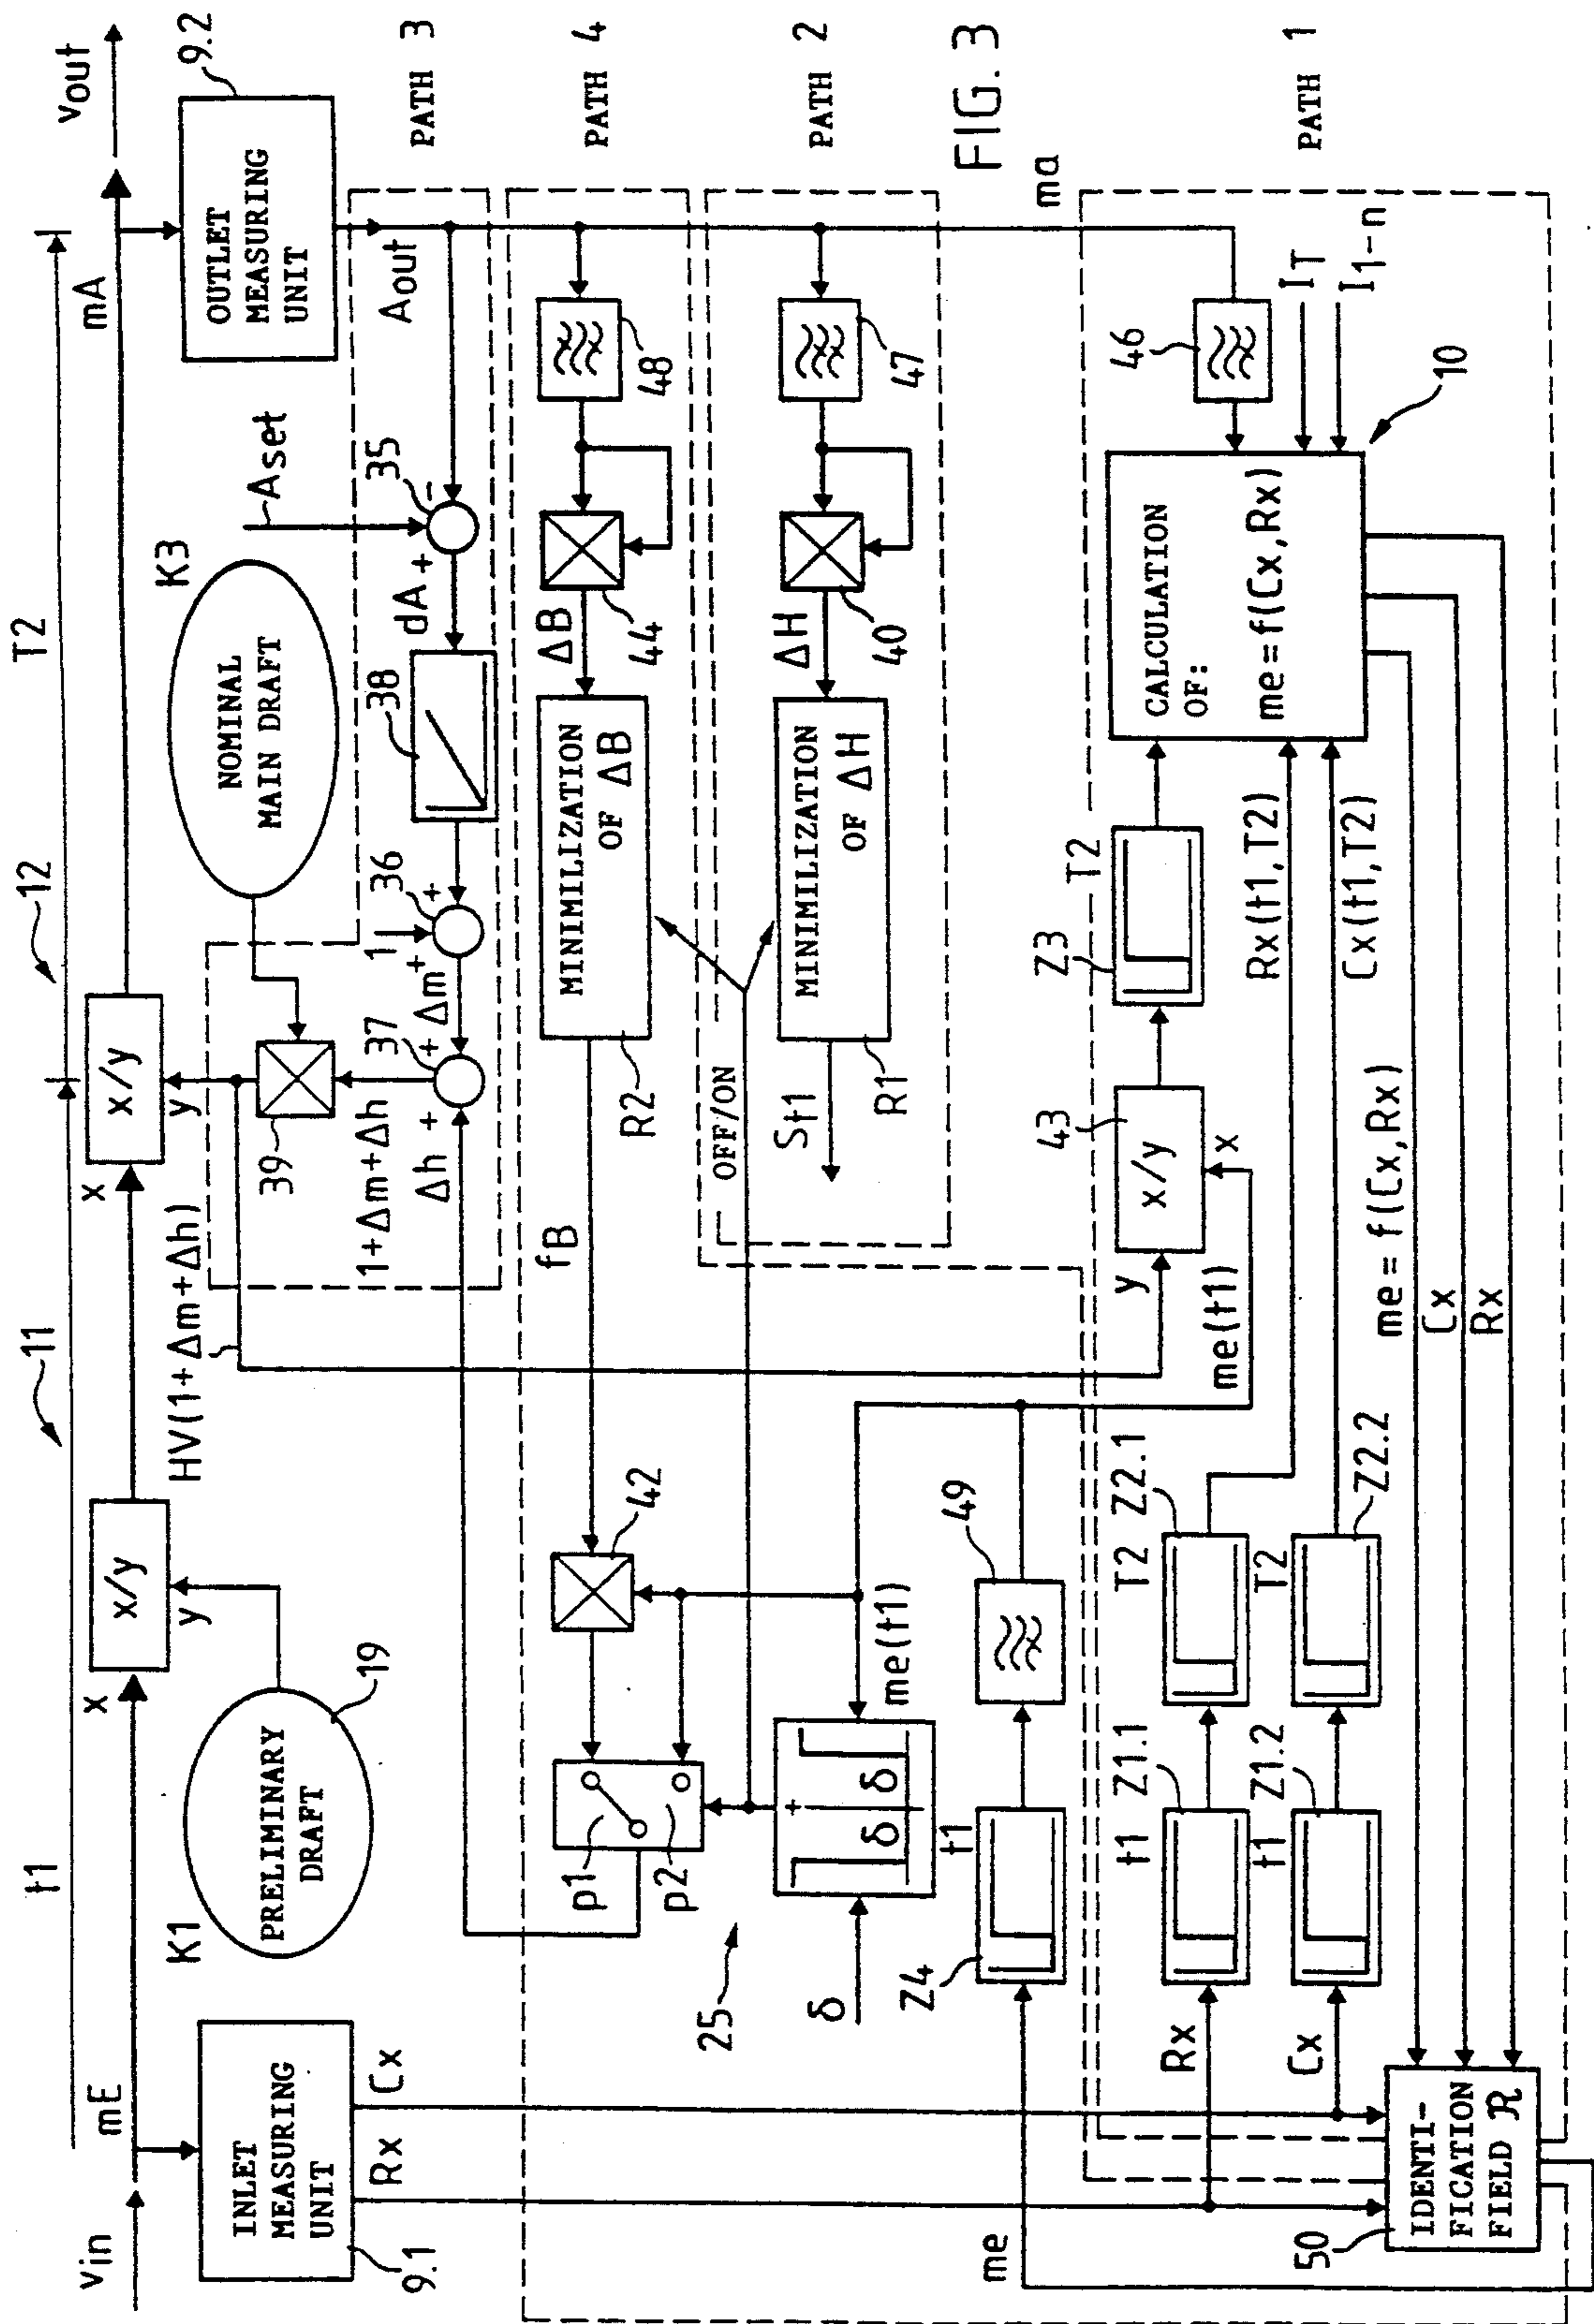 t1
11
12
T2
vin
mE
x
x/y
y
HV(1+Δm+Δh)
x
x/y
y
mA
vout
INLET
MEASURING
UNIT
9.1
Rx
Cx
K1
PRELIMINARY
DRAFT
19
K3
NOMINAL
MAIN DRAFT
Aset
OUTLET
MEASURING
UNIT
9.2
39
1+Δm+Δh
Δh
+
37
+
Δm
1
+
36
+
38
dA
+
35
-
Aout
PATH 3
p1
p2
42
fB
R2
MINIMILIZATION
OF ΔB
ΔB
44
48
PATH 4
25
δ
δ
+
δ
me(t1)
OFF/ON
St1
R1
MINIMILIZATION
OF ΔH
ΔH
40
47
PATH 2
FIG. 3
me
Z4
t1
49
me(t1)
y
x
x/y
43
Z3
T2
46
ma
Rx
t1
Z1.1
T2
Z2.1
Rx(t1,T2)
Cx
t1
Z1.2
T2
Z2.2
Cx(t1,T2)
CALCULATION
OF:
me=f(Cx,Rx)
IT
I1-n
10
PATH 1
50
IDENTI-
FICATION
FIELD ℛ
me=f(Cx,Rx)
Cx
Rx